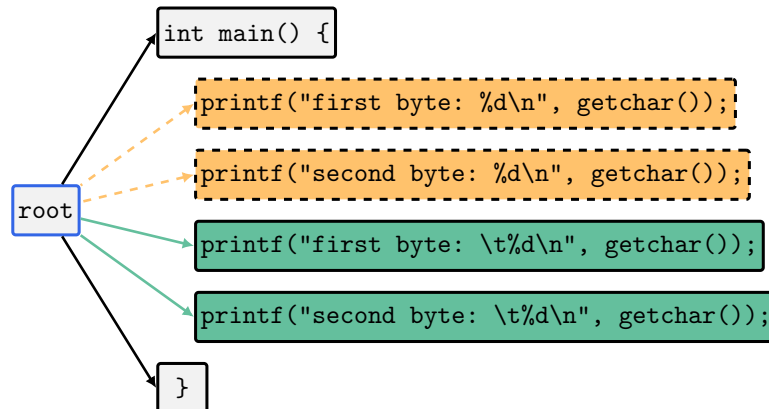 int main() {
printf("first byte: %d\n", getchar());
printf("second byte: %d\n", getchar());
root
printf("first byte: \t%d\n", getchar());
printf("second byte: \t%d\n", getchar());
}